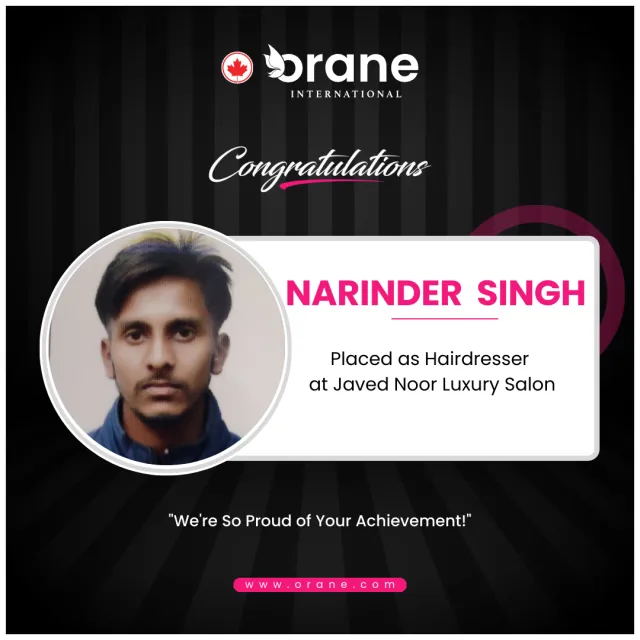 orane
INTERNATIONAL
Congratulations
NARINDER SINGH
Placed as Hairdresser
at Javed Noor Luxury Salon
"We're So Proud of Your Achievement!"
www.orane.com